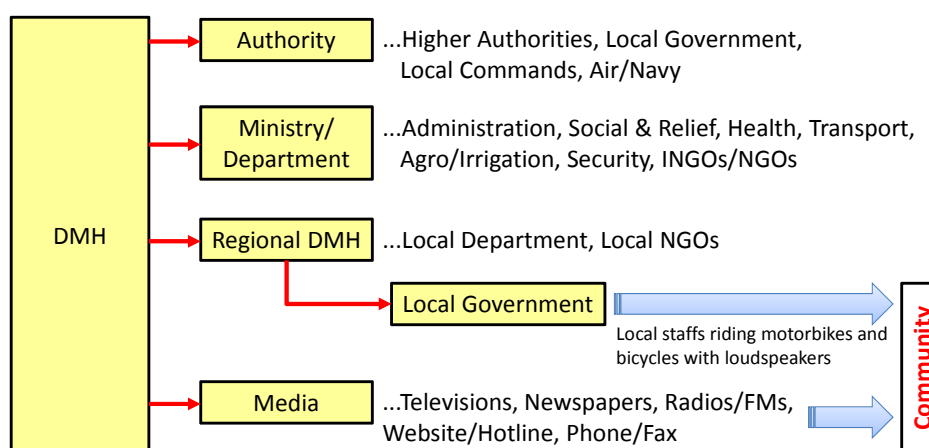 DMH
Authority
...Higher Authorities, Local Government,
Local Commands, Air/Navy
Ministry/
Department
...Administration, Social & Relief, Health, Transport,
Agro/Irrigation, Security, INGOs/NGOs
Regional DMH
...Local Department, Local NGOs
Local Government
Local staffs riding motorbikes and
bicycles with loudspeakers
Community
Media
...Televisions, Newspapers, Radios/FMs,
Website/Hotline, Phone/Fax